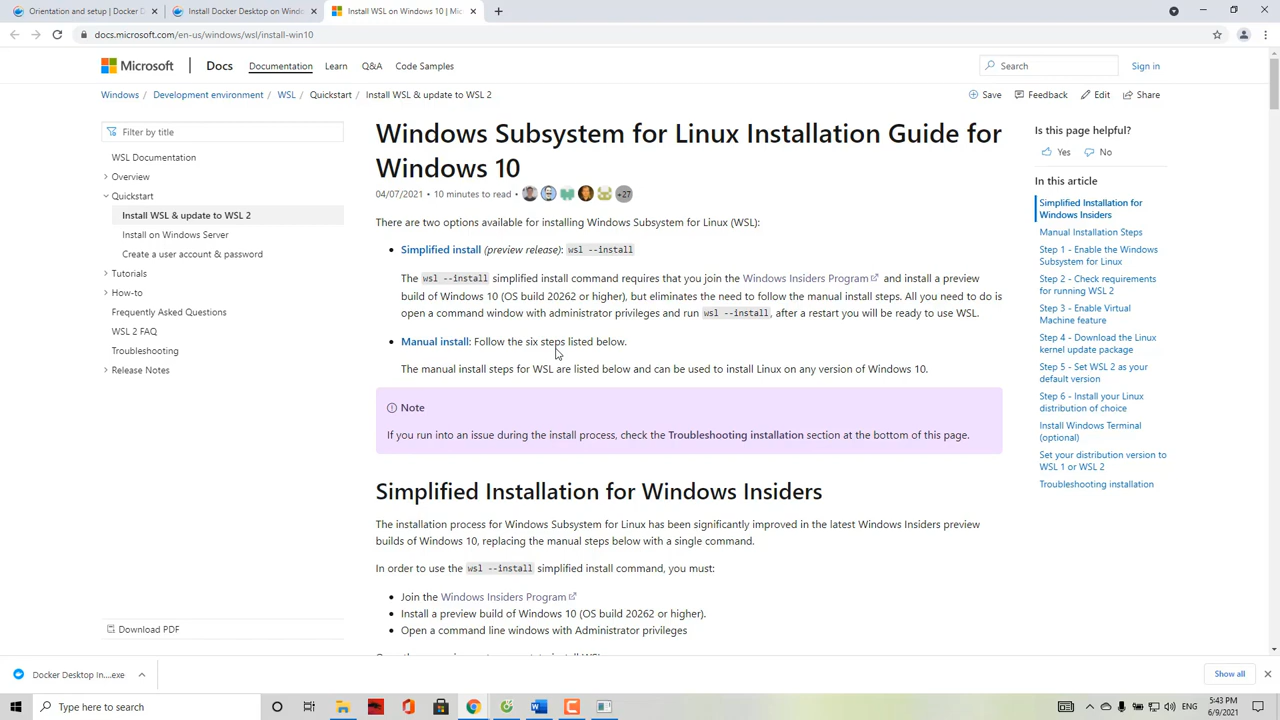 Orientation and setup | Docker D
Install Docker Desktop on Windo
Install WSL on Windows 10 | Mic
docs.microsoft.com/en-us/windows/wsl/install-win10
Microsoft
Docs
Documentation
Learn
Q&A
Code Samples
Search
Sign in
Windows / Development environment / WSL / Quickstart / Install WSL & update to WSL 2
Save
Feedback
Edit
Share
Filter by title
WSL Documentation
Overview
Quickstart
Install WSL & update to WSL 2
Install on Windows Server
Create a user account & password
Tutorials
How-to
Frequently Asked Questions
WSL 2 FAQ
Troubleshooting
Release Notes
Download PDF
Windows Subsystem for Linux Installation Guide for
Windows 10
04/07/2021 • 10 minutes to read • +27
There are two options available for installing Windows Subsystem for Linux (WSL):
• Simplified install (preview release): wsl --install
The wsl --install simplified install command requires that you join the Windows Insiders Program and install a preview
build of Windows 10 (OS build 20262 or higher), but eliminates the need to follow the manual install steps. All you need to do is
open a command window with administrator privileges and run wsl --install, after a restart you will be ready to use WSL.
• Manual install: Follow the six steps listed below.
The manual install steps for WSL are listed below and can be used to install Linux on any version of Windows 10.
Note
If you run into an issue during the install process, check the Troubleshooting installation section at the bottom of this page.
Simplified Installation for Windows Insiders
The installation process for Windows Subsystem for Linux has been significantly improved in the latest Windows Insiders preview
builds of Windows 10, replacing the manual steps below with a single command.
In order to use the wsl --install simplified install command, you must:
• Join the Windows Insiders Program
• Install a preview build of Windows 10 (OS build 20262 or higher).
• Open a command line windows with Administrator privileges
Is this page helpful?
Yes
No
In this article
Simplified Installation for
Windows Insiders
Manual Installation Steps
Step 1 - Enable the Windows
Subsystem for Linux
Step 2 - Check requirements
for running WSL 2
Step 3 - Enable Virtual
Machine feature
Step 4 - Download the Linux
kernel update package
Step 5 - Set WSL 2 as your
default version
Step 6 - Install your Linux
distribution of choice
Install Windows Terminal
(optional)
Set your distribution version to
WSL 1 or WSL 2
Troubleshooting installation
Docker Desktop In....exe
Show all
Type here to search
ENG
5:43 PM
6/9/2021